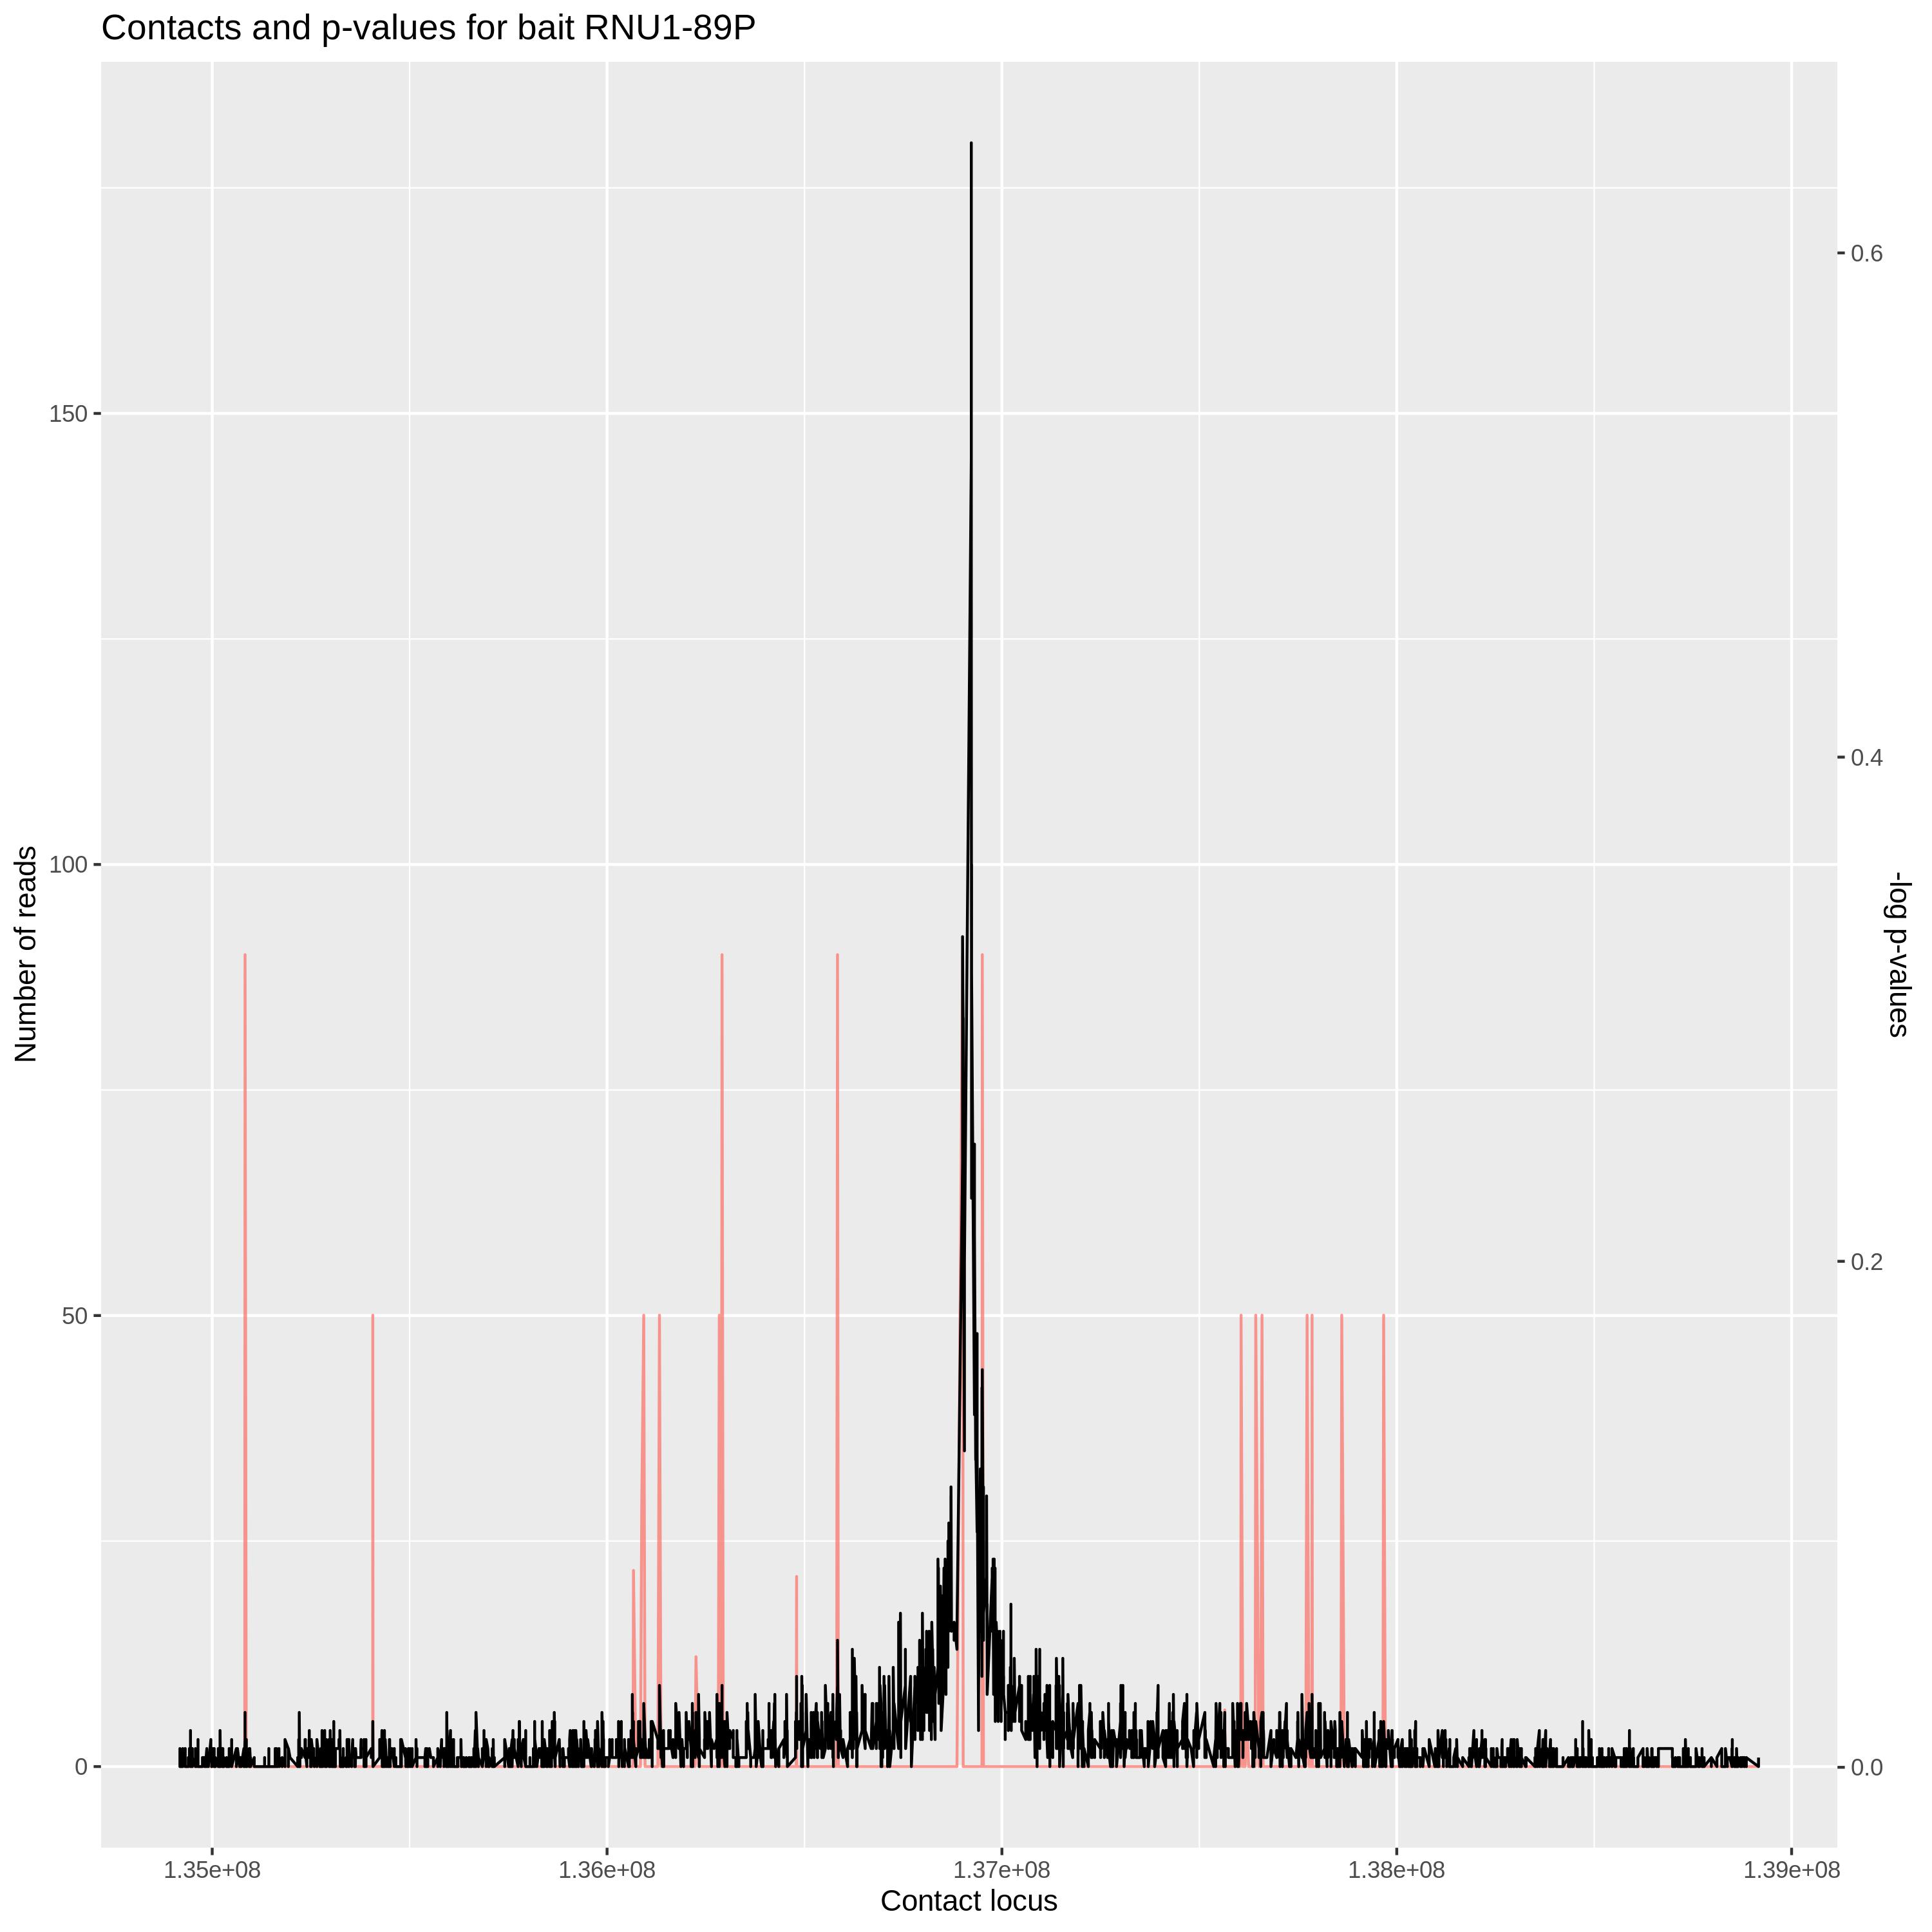 Contacts and p-values for bait RNU1-89P
Number of reads
150
100
50
0
0.6
0.4
0.2
0.0
-log p-values
1.35e+08
1.36e+08
1.37e+08
1.38e+08
1.39e+08
Contact locus